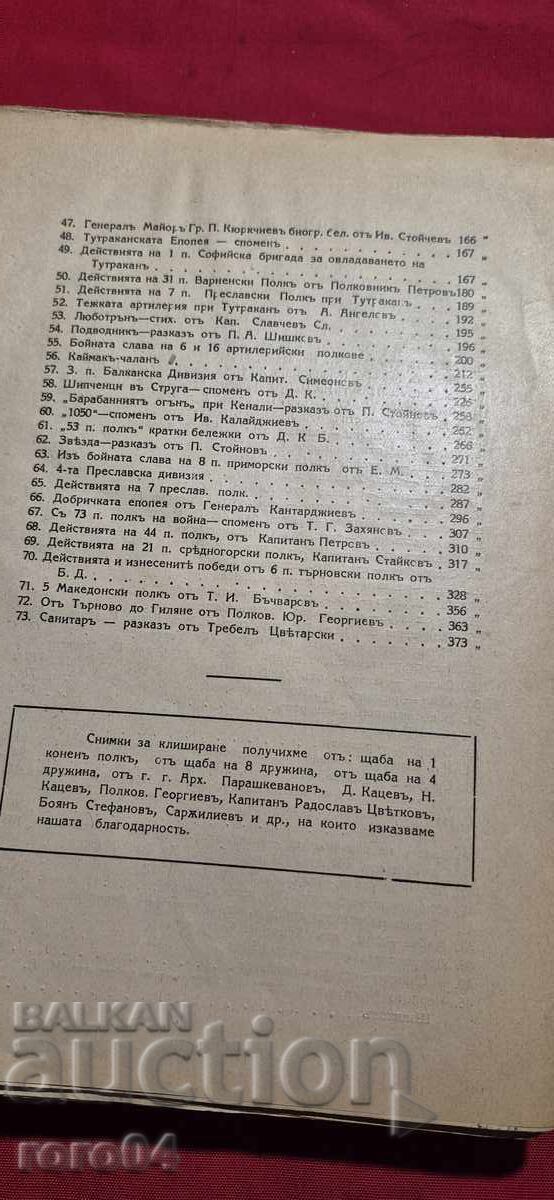 47. Генералъ Майоръ Гр. П. Кюркчиевъ биогр. бел. отъ Ив. Стойчевъ 166 „
48. Тутраканската Епопея — споменъ . . . . . . . 167 „
49. Действията на 1 п. Софийска бригада за овладаването на
Тутраканъ . . . . . . . . . . 167 „
50. Действията на 31 п. Варненски Полкъ отъ Полковникъ Петровъ 180 „
51. Действията на 7 п. Преславски Полкъ при Тутраканъ . 189 „
52. Тежката артилерия при Тутраканъ отъ А. Ангеловъ . 192 „
53. Люботрънъ—стих. отъ Кап. Славчевъ Сл. . . . . 195 „
54. Подводникъ—разказъ отъ П. А. Шишковъ . . . . 196 „
55. Бойната слава на 6 и 16 артилерийски полкове . . . 200 „
56. Каймакъ-чаланъ . . . . . . . . . 212 „
57. 3. п. Балканска Дивизия отъ Капит. Симеоновъ . . . 255 „
58. Шипченци въ Струга—споменъ отъ Д. К. . . . .
59. „Барабанниятъ огънь„ при Кенали—разказъ отъ П. Стойновъ 258 „
60. „1050“—споменъ отъ Ив. Калайджиевъ . . . . 262 „
61. „53 п. полкъ“ кратки бележки отъ Д. К Б. . . . . 268 „
62. Звѣзда—разказъ отъ П. Стойновъ . . . . . 271 „
63. Изъ бойната слава на 8 п. приморски полкъ отъ Е. М. . 273 „
64. 4-та Преславска дивизия . . . . . . . 282 „
65. Действията на 7 преслав. полк. . . . . . . 287 „
66. Добричката епопея отъ Генералъ Кантарджиевъ . . . 296 „
67. Съ 73 п. полкъ на война—споменъ отъ Т. Г. Захяновъ . 307 „
68. Действията на 44 п. полкъ, отъ Капитанъ Петровъ . . 310 „
69. Действията на 21 п. срѣдногорски полкъ, Капитанъ Стайковъ . 317 „
70. Действията и изнесенитѣ победи отъ 6 п. търновски полкъ отъ
Б. Д. . . . . . . . . . . . . 328 „
71. 5 Македонски полкъ отъ Т. И. Бъчваровъ . . . . 356 „
72. Отъ Търново до Гиляне отъ Полков. Юр. Георгиевъ . . 363 „
73. Санитаръ — разказъ отъ Требелъ Цвѣтарски . . . . 373 „
Снимки за клиширане получихме отъ: щаба на 1
коненъ полкъ, отъ щаба на 8 дружина, отъ щаба на 4
дружина, отъ г. г. Арх. Парашкевановъ, Д. Кацевъ, Н.
Кацевъ, Полков. Георгиевъ, Капитанъ Радославъ Цвѣтковъ,
Боянъ Стефановъ, Саржилиевъ и др., на които изказваме
нашата благодарность.
BALKAN
auction
roro04